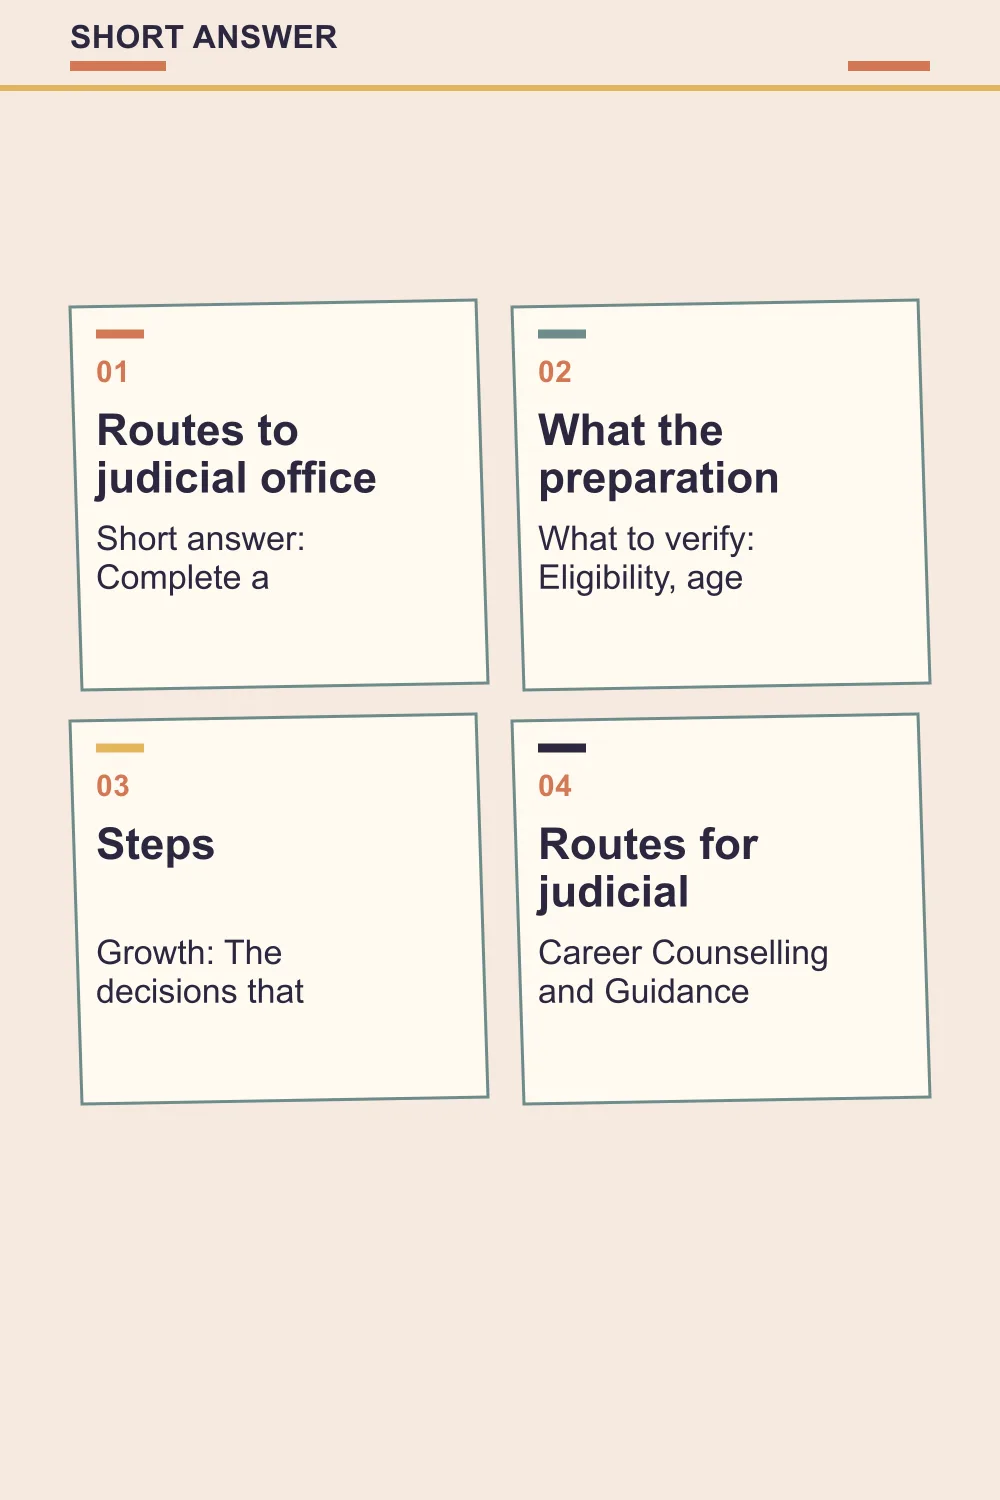 SHORT ANSWER
01
Routes to
judicial office
Short answer:
Complete a
02
What the
preparation
What to verify:
Eligibility, age
03
Steps
Growth: The
decisions that
04
Routes for
judicial
Career Counselling
and Guidance